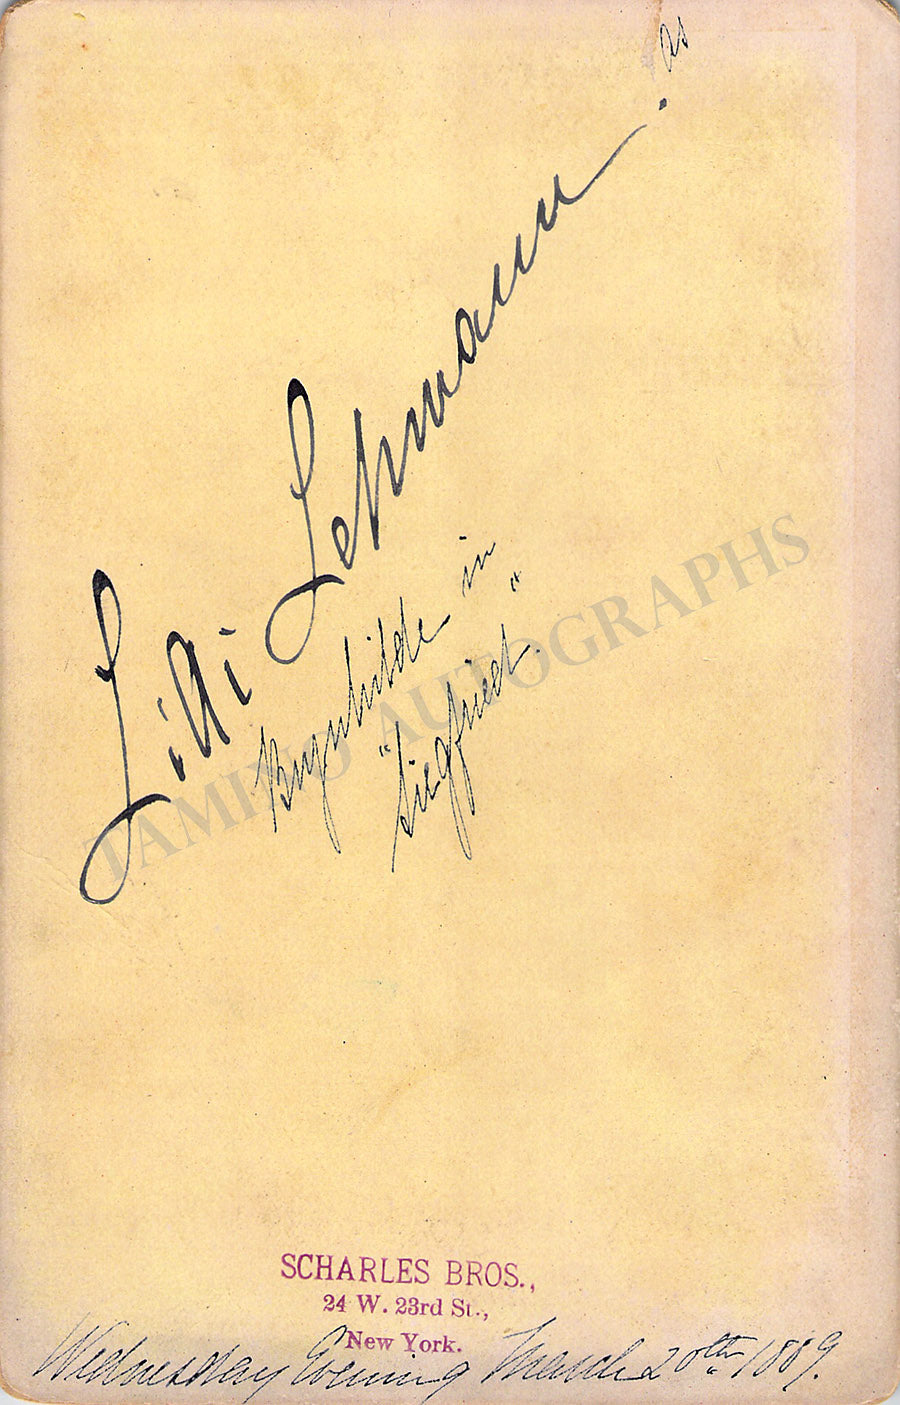 Lilli Lehmann. as
Brynhilde in
"Siegfried."
TAMINO AUTOGRAPHS
SCHARLES BROS.,
24 W. 23rd St.,
New York.
Wednesday Evening March 20th 1889.